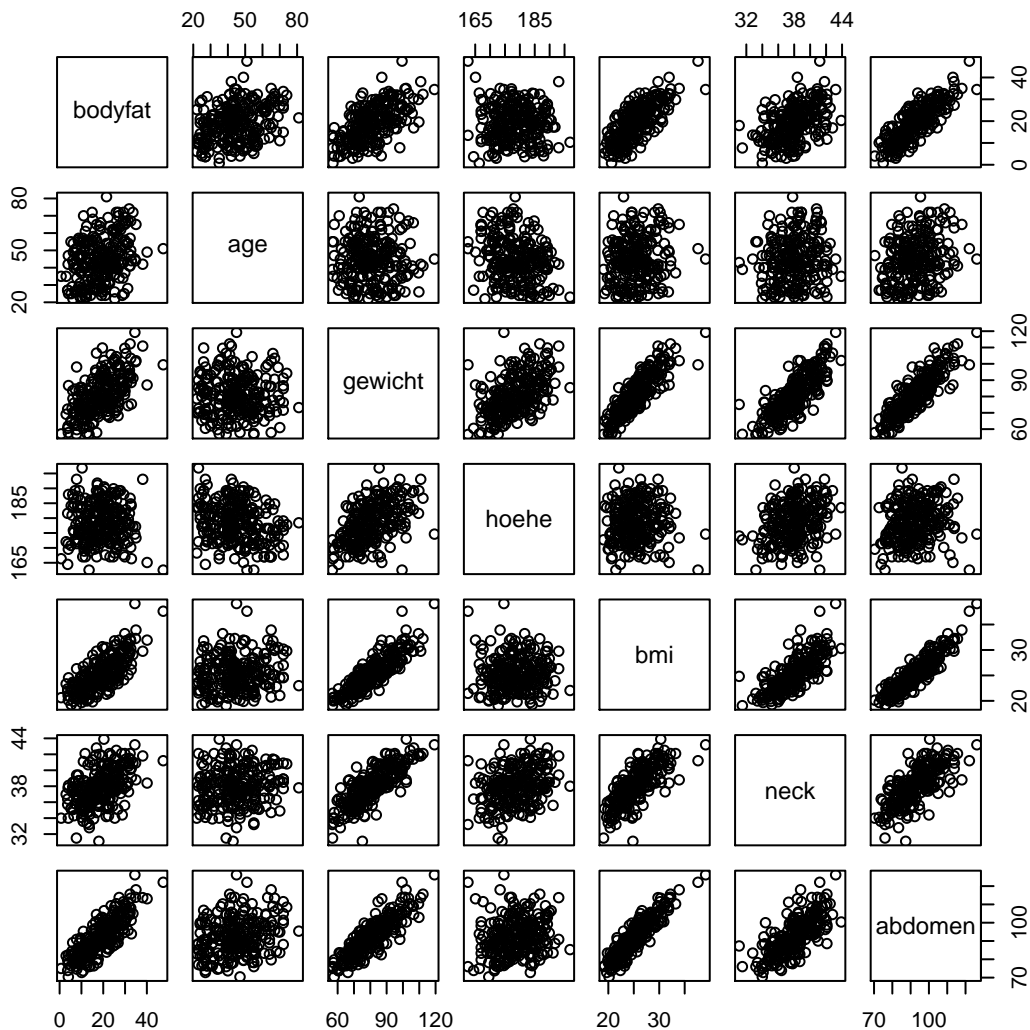 20 50 80 165 185 32 38 44
bodyfat 0 20 40
20 50 80 age
gewicht 60 90 120
165 185 hoehe
bmi 20 30
32 38 44 neck
abdomen 70 100
0 20 40 60 90 120 20 30 70 100